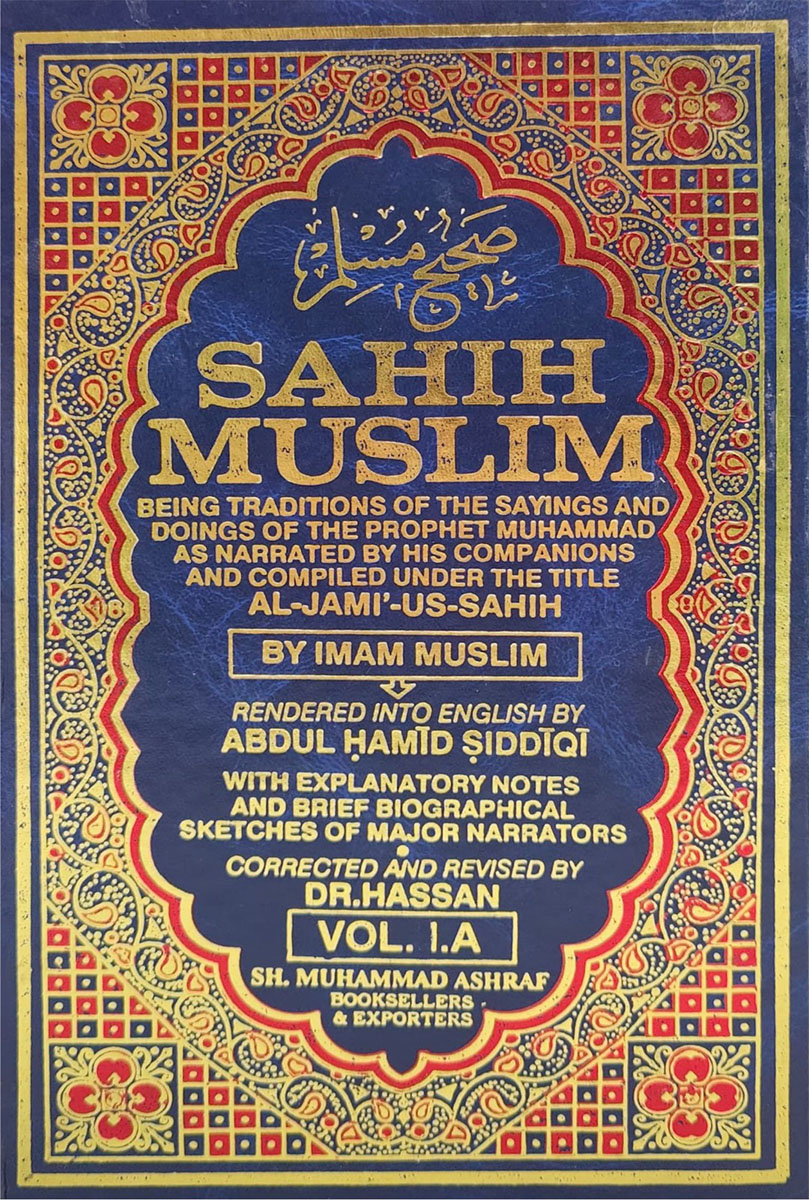 صَحِيح مُسْلِم
SAHIH
MUSLIM
BEING TRADITIONS OF THE SAYINGS AND
DOINGS OF THE PROPHET MUHAMMAD
AS NARRATED BY HIS COMPANIONS
AND COMPILED UNDER THE TITLE
AL-JAMI'-US-SAHIH
BY IMAM MUSLIM
RENDERED INTO ENGLISH BY
ABDUL ḤAMĪD ṢIDDĪQĪ
WITH EXPLANATORY NOTES
AND BRIEF BIOGRAPHICAL
SKETCHES OF MAJOR NARRATORS
CORRECTED AND REVISED BY
DR.HASSAN
VOL. I.A
SH. MUHAMMAD ASHRAF
BOOKSELLERS
& EXPORTERS